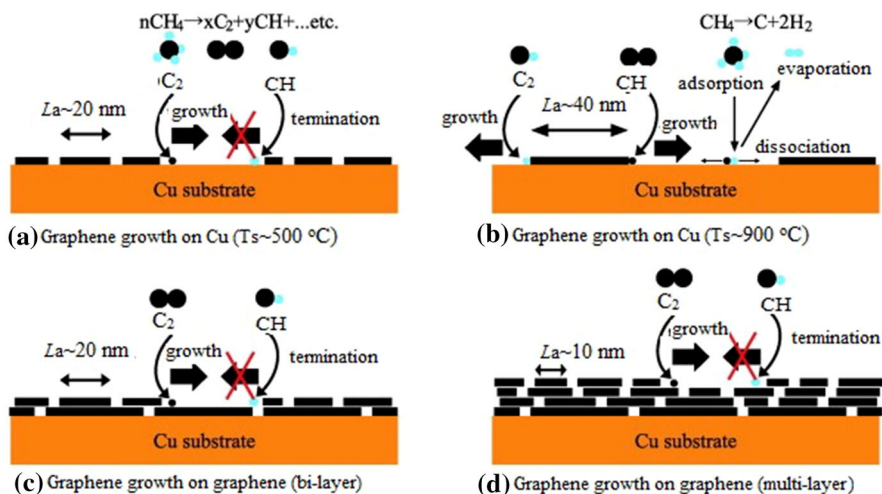 nCH₄→xC₂+yCH+...etc.
C₂
CH
La~20 nm
growth
termination
Cu substrate
(a) Graphene growth on Cu (Ts~500 °C)
CH₄→C+2H₂
C₂
CH
adsorption
evaporation
La~40 nm
growth
growth
dissociation
Cu substrate
(b) Graphene growth on Cu (Ts~900 °C)
C₂
CH
La~20 nm
growth
termination
Cu substrate
(c) Graphene growth on graphene (bi-layer)
C₂
CH
La~10 nm
growth
termination
Cu substrate
(d) Graphene growth on graphene (multi-layer)